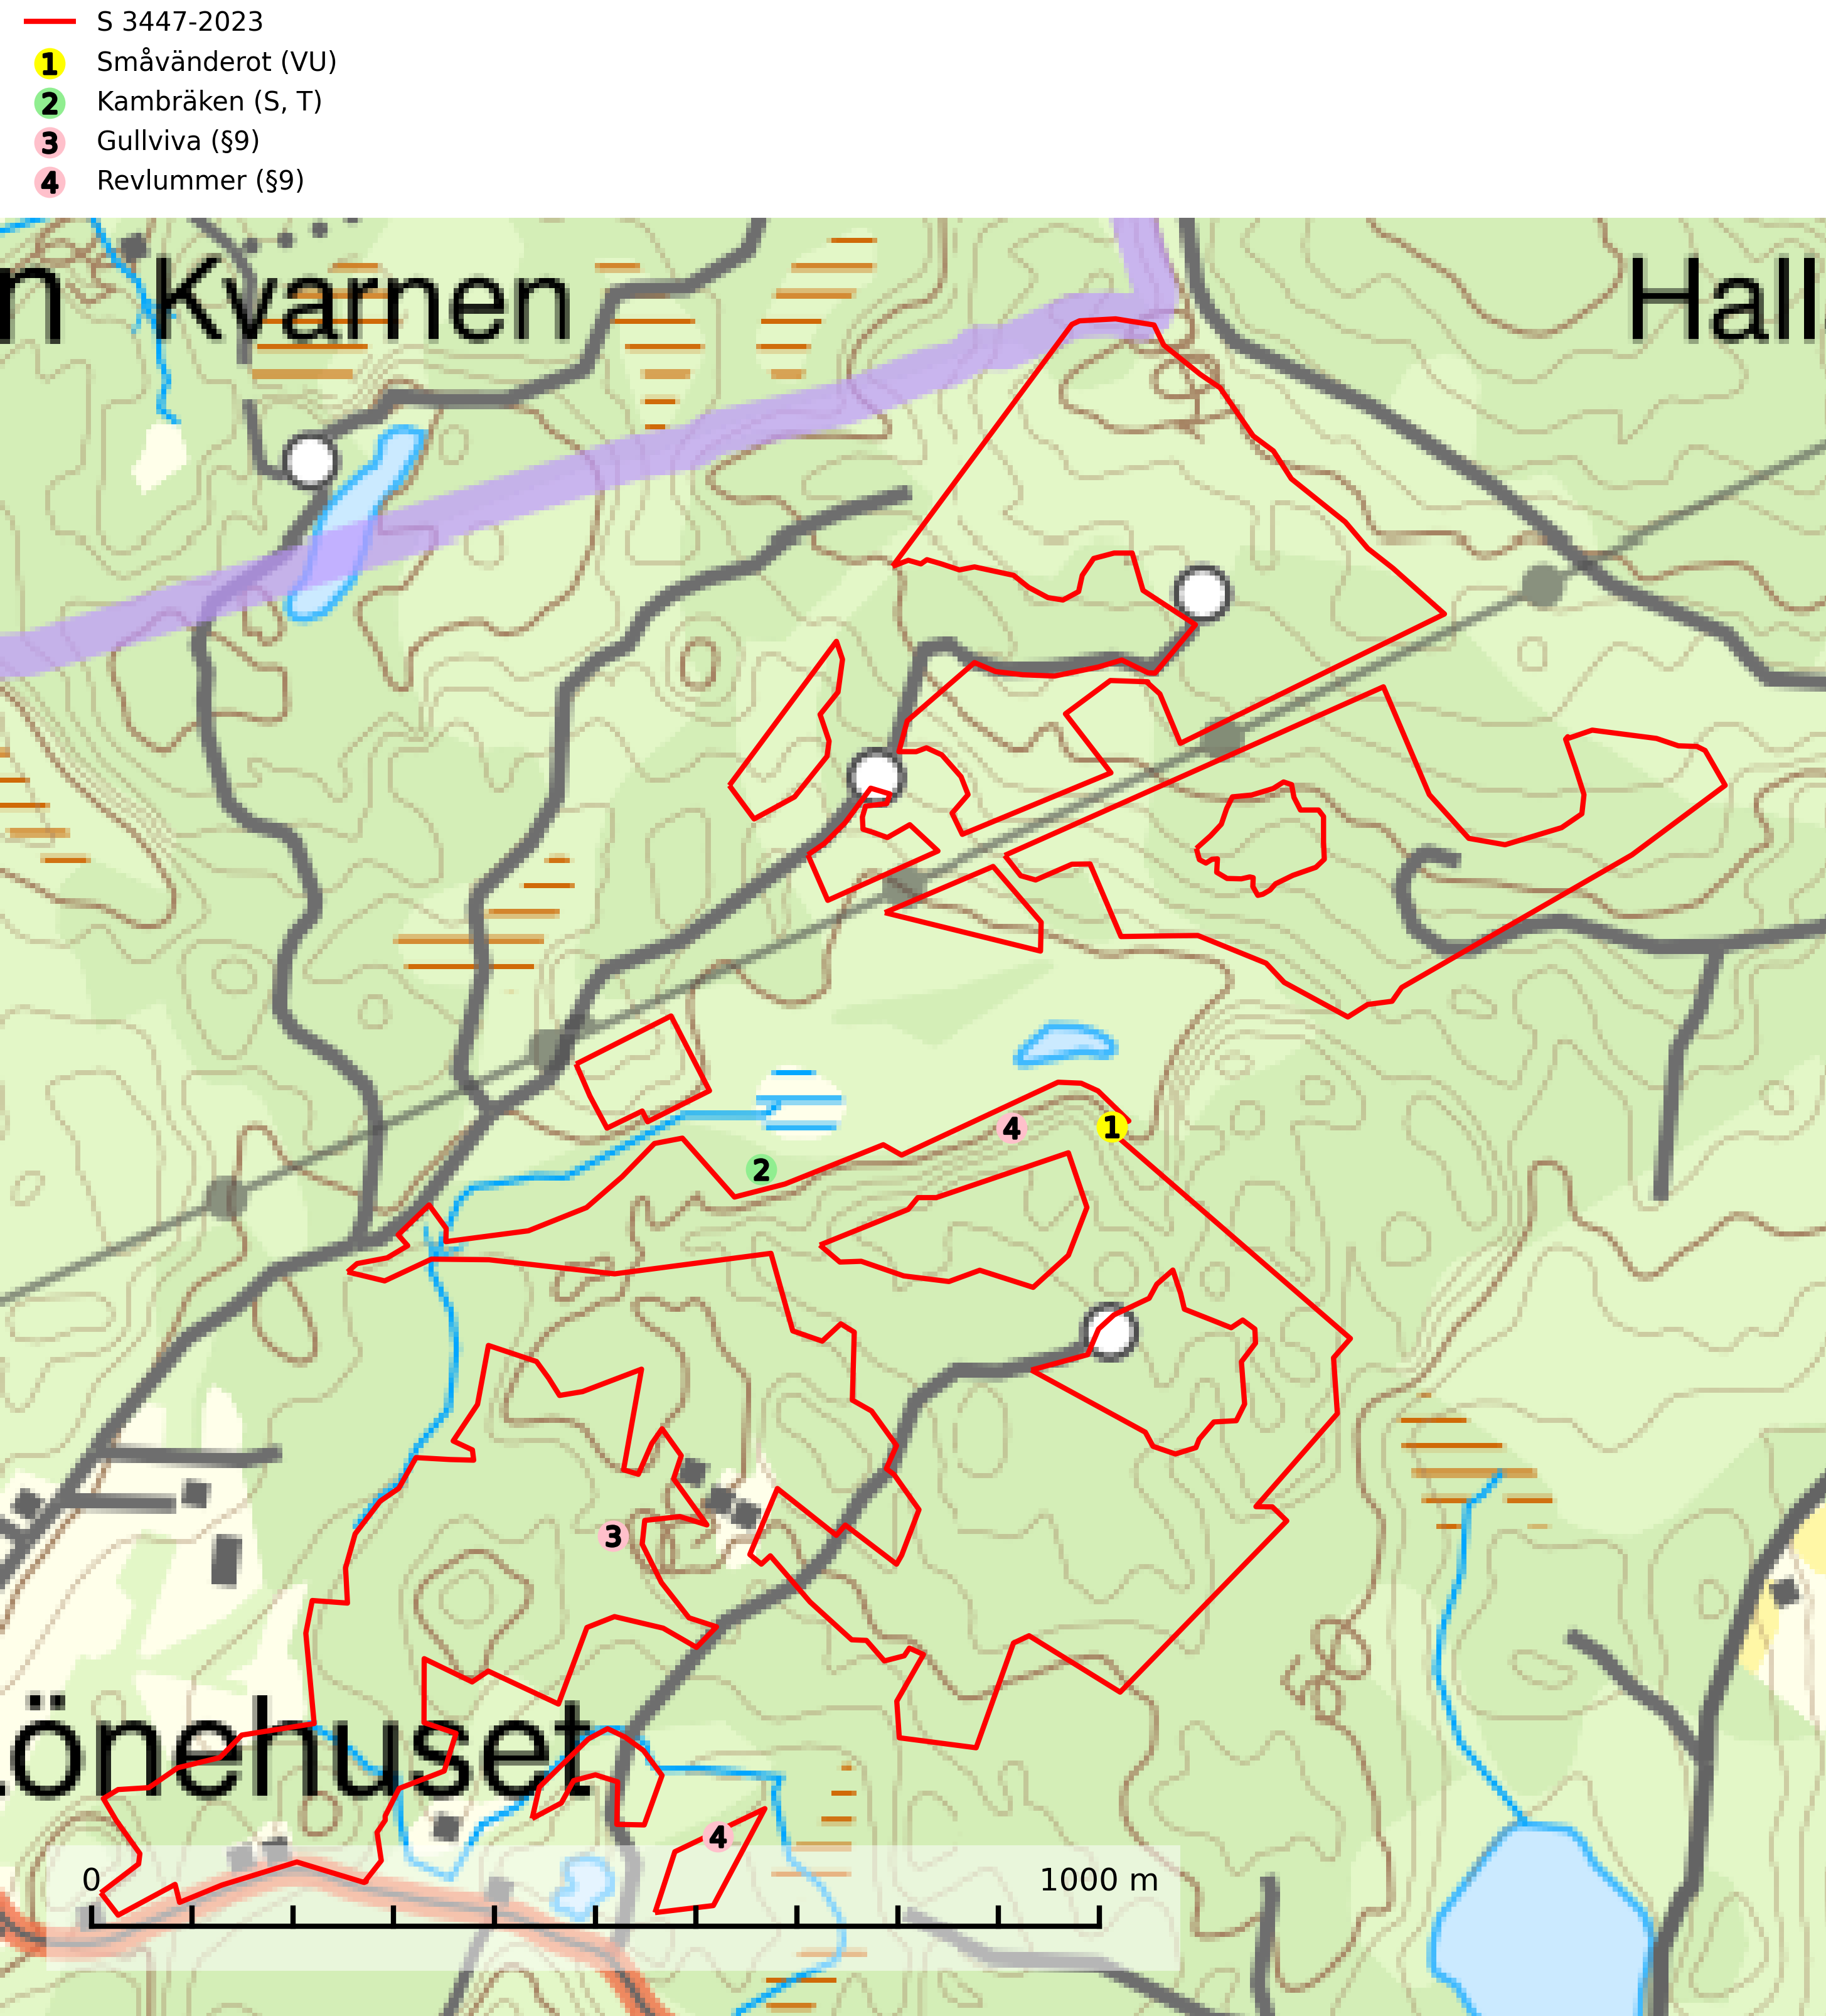 S 3447-2023
1 Småvänderot (VU)
2 Kambräken (S, T)
3 Gullviva (§9)
4 Revlummer (§9)
n Kvarnen
Hall
4
1
2
3
önehuset
4
0
1000 m